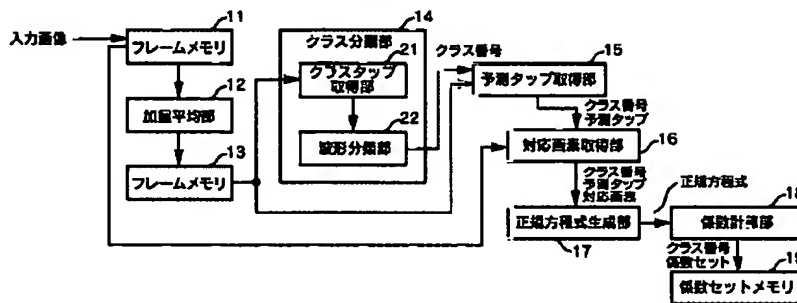 入力画像
11
フレームメモリ
12
加重平均部
13
フレームメモリ
14
クラス分類部
21
クラスタップ
取得部
22
波形分類部
クラス番号
15
予測タップ取得部
クラス番号
予測タップ
16
対応画素取得部
クラス番号
予測タップ
対応画素
正規方程式生成部
17
正規方程式
18
係数計算部
クラス番号
係数セット
19
係数セットメモリ